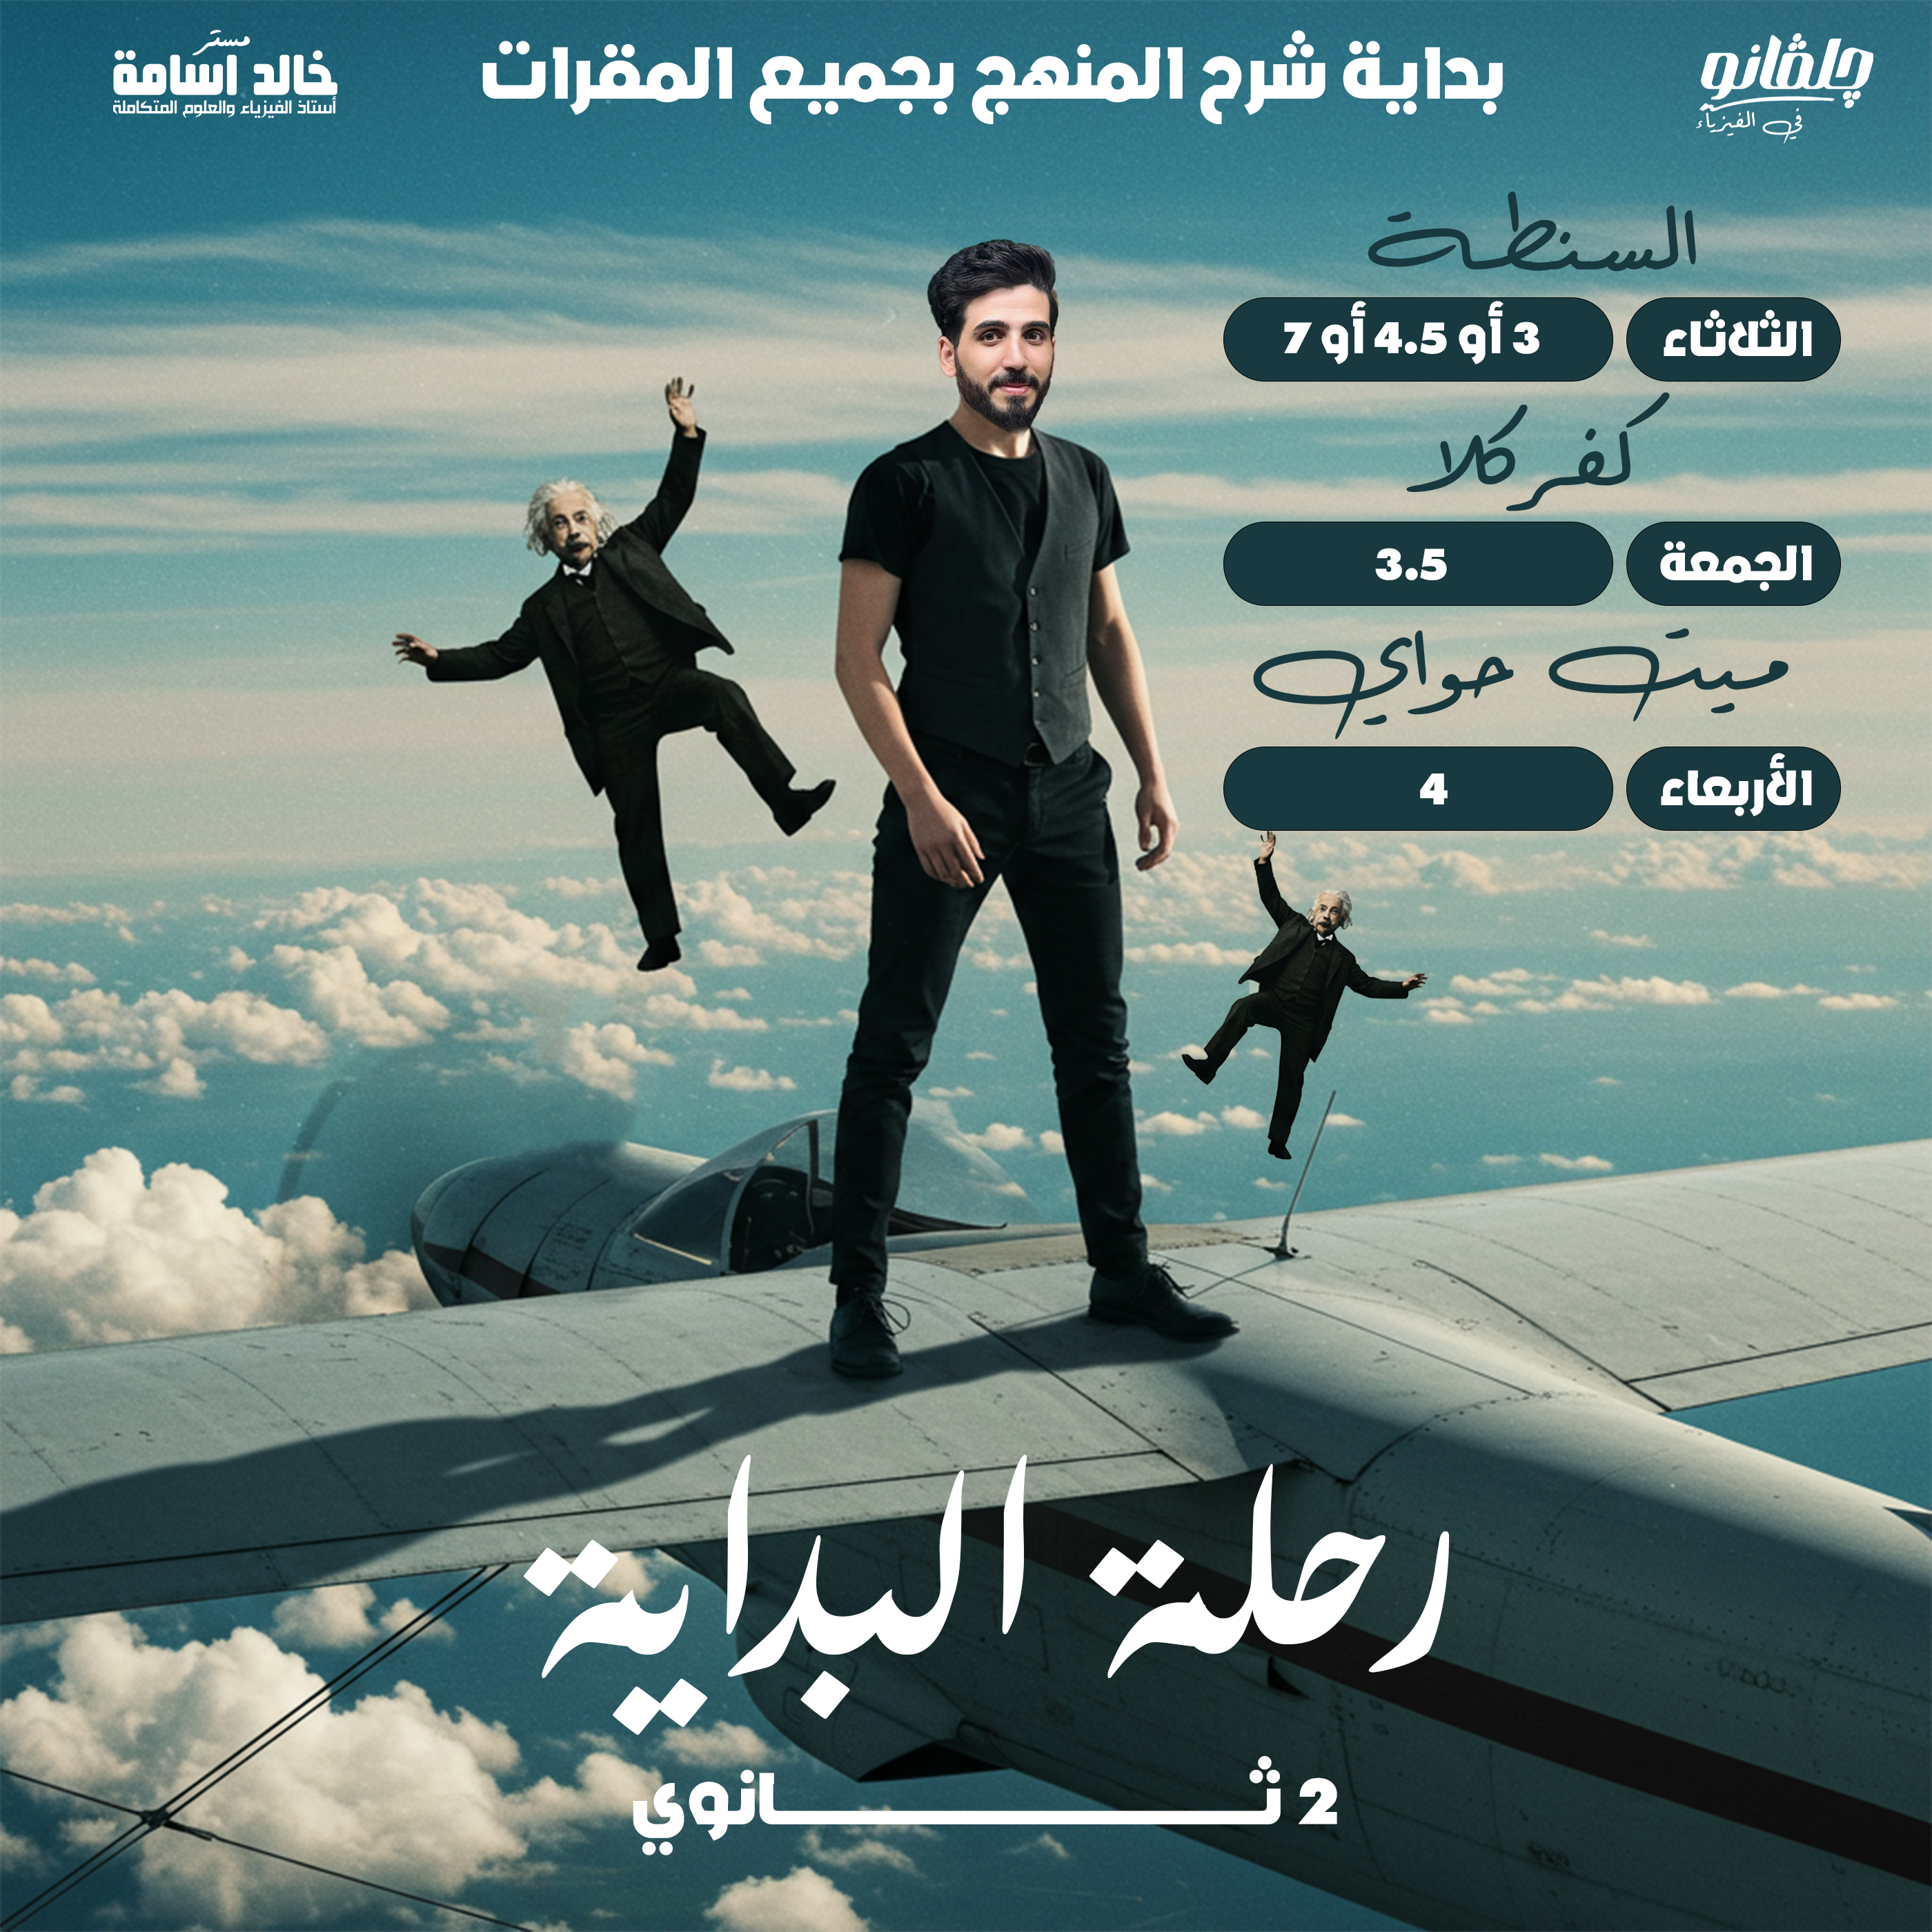 چلڤانو
في الفيزياء
بداية شرح المنهج بجميع المقرات
مستر
خالد اسامة
أستاذ الفيزياء والعلوم المتكاملة
السنطة
الثلاثاء 3 أو 4.5 أو 7
كفر كلا
الجمعة 3.5
ميت حواي
الأربعاء 4
رحلة البداية
2 ثـــــــــــانوي